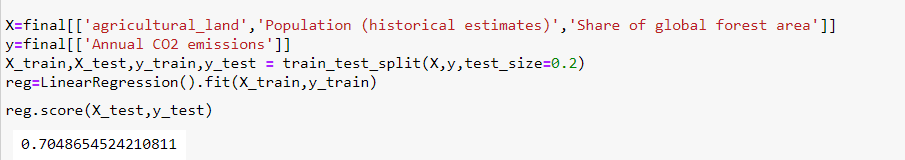 X=final[['agricultural_land','Population (historical estimates)','Share of global forest area']]
y=final[['Annual CO2 emissions']]
X_train,X_test,y_train,y_test = train_test_split(X,y,test_size=0.2)
reg=LinearRegression().fit(X_train,y_train)
reg.score(X_test,y_test)
0.7048654524210811